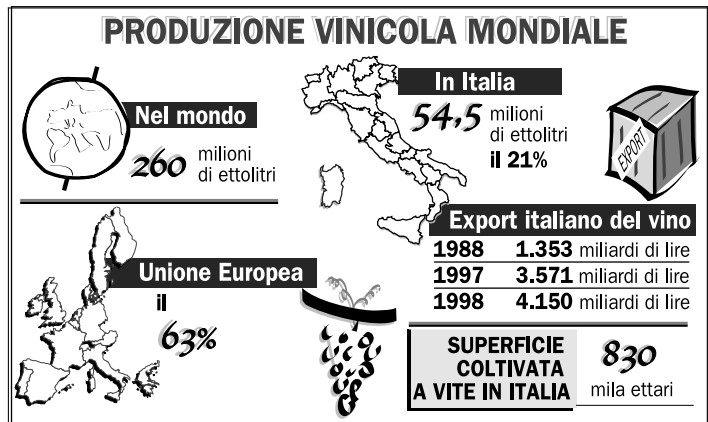 PRODUZIONE VINICOLA MONDIALE
Nel mondo
260 milioni
di ettolitri
In Italia
54,5 milioni
di ettolitri
il 21%
EXPORT
Export italiano del vino
1988 1.353 miliardi di lire
1997 3.571 miliardi di lire
1998 4.150 miliardi di lire
Unione Europea
il
63%
SUPERFICIE
COLTIVATA
A VITE IN ITALIA
830
mila ettari